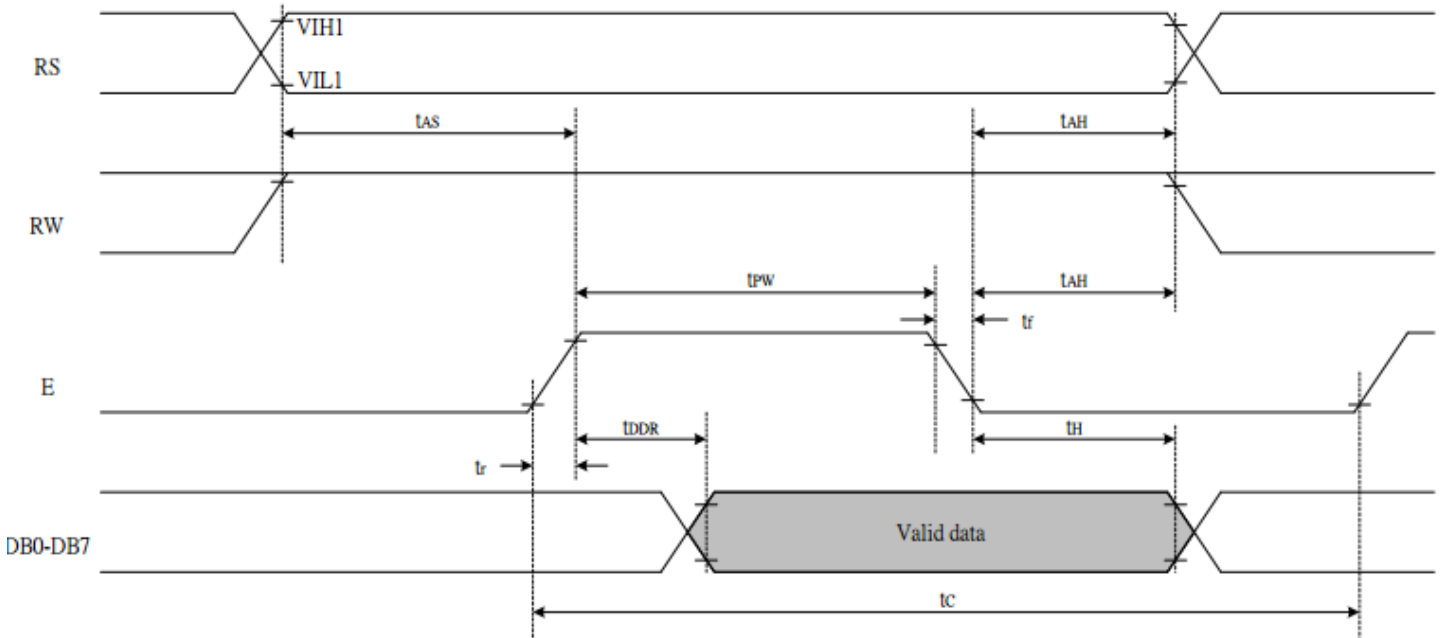 VIH1
RS
VIL1
tAS
tAH
RW
tPW
tAH
tf
E
tDDR
tH
tr
Valid data
DB0-DB7
tC